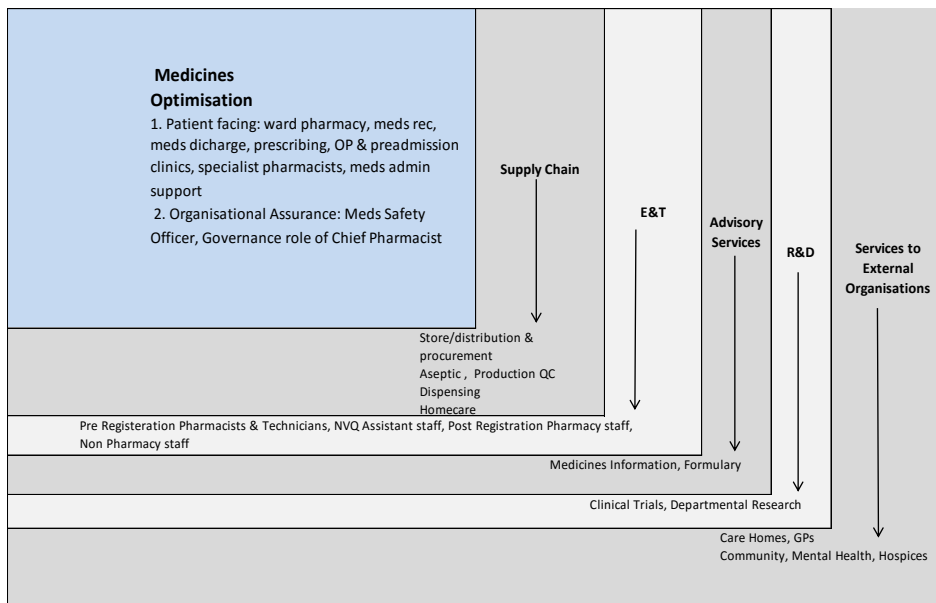 Medicines
Optimisation
1. Patient facing: ward pharmacy, meds rec,
meds dicharge, prescribing, OP & preadmission
clinics, specialist pharmacists, meds admin
support
2. Organisational Assurance: Meds Safety
Officer, Governance role of Chief Pharmacist
Supply Chain
Store/distribution &
procurement
Aseptic , Production QC
Dispensing
Homecare
E&T
Pre Registeration Pharmacists & Technicians, NVQ Assistant staff, Post Registration Pharmacy staff,
Non Pharmacy staff
Advisory
Services
Medicines Information, Formulary
R&D
Clinical Trials, Departmental Research
Services to
External
Organisations
Care Homes, GPs
Community, Mental Health, Hospices